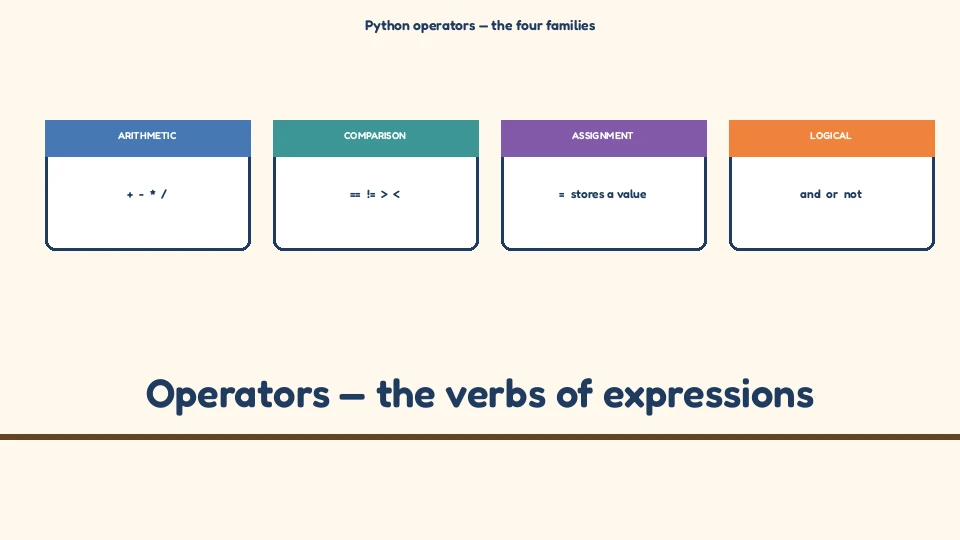 Python operators — the four families
ARITHMETIC
+ - * /
COMPARISON
== != > <
ASSIGNMENT
= stores a value
LOGICAL
and or not
Operators — the verbs of expressions